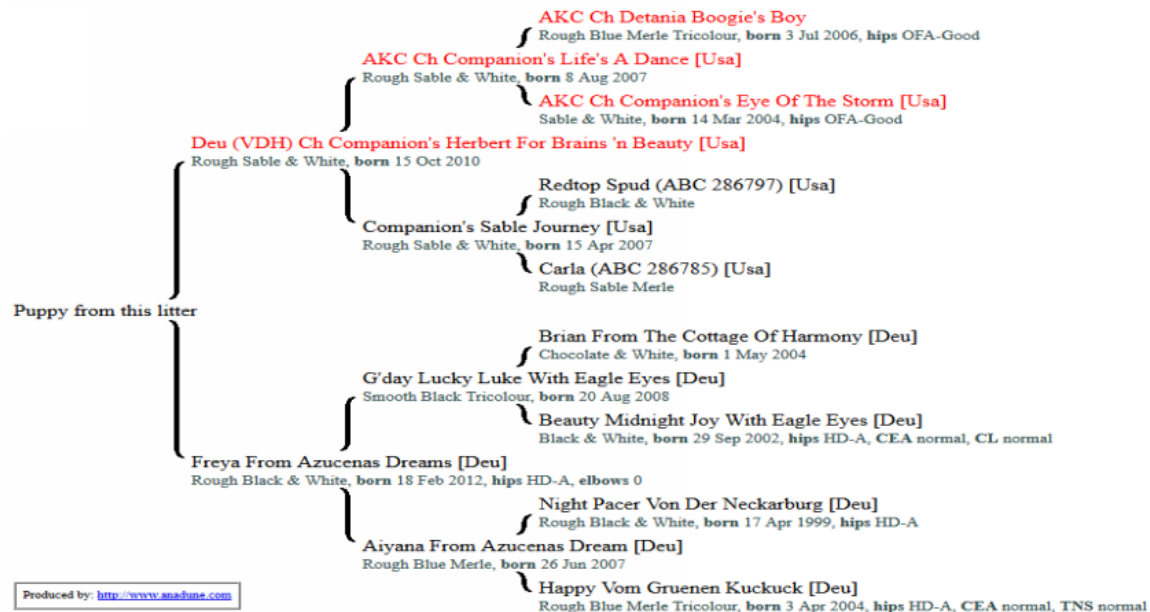 AKC Ch Detania Boogie's Boy
Rough Blue Merle Tricolour, born 3 Jul 2006, hips OFA-Good
AKC Ch Companion's Life's A Dance [Usa]
Rough Sable & White, born 8 Aug 2007
AKC Ch Companion's Eye Of The Storm [Usa]
Sable & White, born 14 Mar 2004, hips OFA-Good
Deu (VDH) Ch Companion's Herbert For Brains 'n Beauty [Usa]
Rough Sable & White, born 15 Oct 2010
Redtop Spud (ABC 286797) [Usa]
Rough Black & White
Companion's Sable Journey [Usa]
Rough Sable & White, born 15 Apr 2007
Carla (ABC 286785) [Usa]
Rough Sable Merle
Puppy from this litter
Brian From The Cottage Of Harmony [Deu]
Chocolate & White, born 1 May 2004
G'day Lucky Luke With Eagle Eyes [Deu]
Smooth Black Tricolour, born 20 Aug 2008
Beauty Midnight Joy With Eagle Eyes [Deu]
Black & White, born 29 Sep 2002, hips HD-A, CEA normal, CL normal
Freya From Azucenas Dreams [Deu]
Rough Black & White, born 18 Feb 2012, hips HD-A, elbows 0
Night Pacer Von Der Neckarburg [Deu]
Rough Black & White, born 17 Apr 1999, hips HD-A
Aiyana From Azucenas Dream [Deu]
Rough Blue Merle, born 26 Jun 2007
Happy Vom Gruenen Kuckuck [Deu]
Rough Blue Merle Tricolour, born 3 Apr 2004, hips HD-A, CEA normal, TNS normal
Produced by: http://www.anadune.com